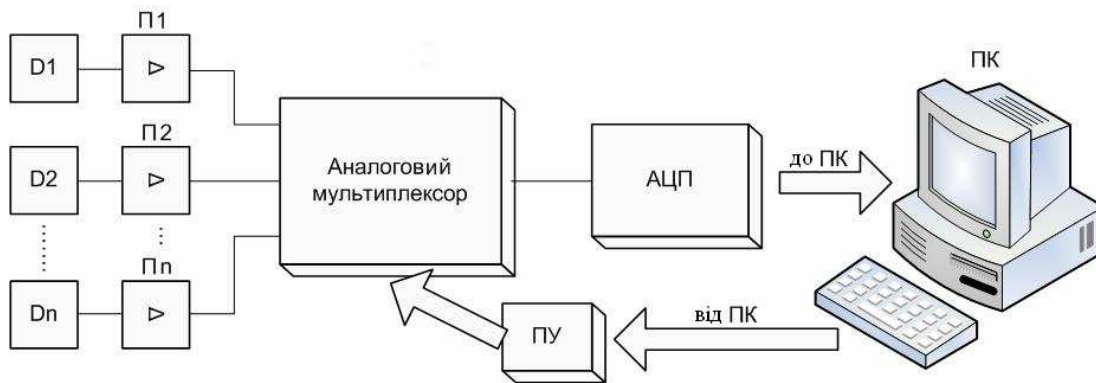 П1
D1
П2
D2
Пn
Dn
Аналоговий
мультиплексор
АЦП
до ПК
ПК
ПУ
від ПК